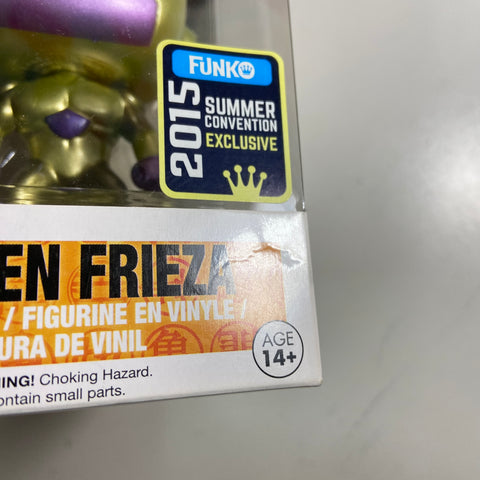 FUNKO
2015
SUMMER
CONVENTION
EXCLUSIVE
EN FRIEZA
/ FIGURINE EN VINYLE /
URA DE VINIL
AGE
14+
NING! Choking Hazard.
ontain small parts.